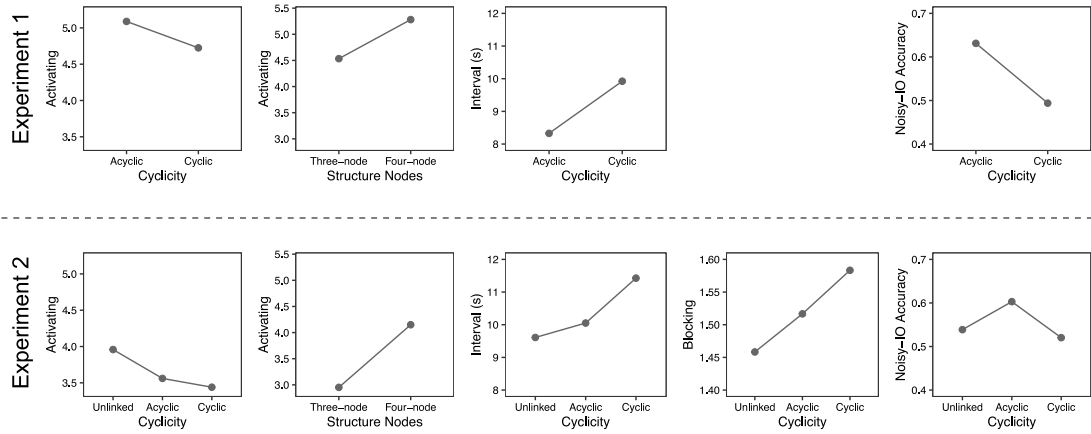 Experiment 1
Activating
5.0
4.5
4.0
3.5
Acyclic Cyclic
Cyclicity
Activating
5.5
5.0
4.5
4.0
3.5
3.0
Three−node Four−node
Structure Nodes
Interval (s)
12
11
10
9
8
Acyclic Cyclic
Cyclicity
Noisy−IO Accuracy
0.7
0.6
0.5
0.4
Acyclic Cyclic
Cyclicity
Experiment 2
Activating
5.0
4.5
4.0
3.5
Unlinked Acyclic Cyclic
Cyclicity
Activating
5.5
5.0
4.5
4.0
3.5
3.0
Three−node Four−node
Structure Nodes
Interval (s)
12
11
10
9
8
Unlinked Acyclic Cyclic
Cyclicity
Blocking
1.60
1.55
1.50
1.45
1.40
Unlinked Acyclic Cyclic
Cyclicity
Noisy−IO Accuracy
0.7
0.6
0.5
0.4
Unlinked Acyclic Cyclic
Cyclicity